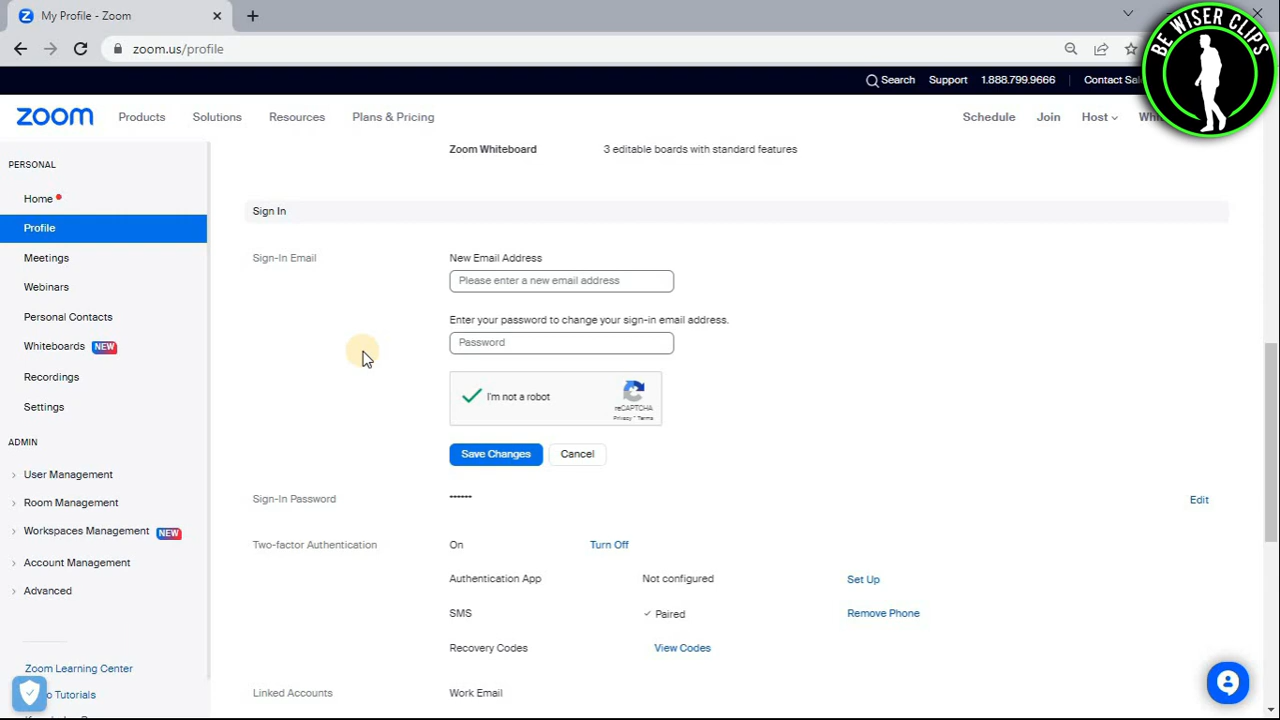 My Profile - Zoom
zoom.us/profile
BE WISER CLIPS
Search Support 1.888.799.9666 Contact Sal
zoom Products Solutions Resources Plans & Pricing Schedule Join Host Wh
PERSONAL
Home
Profile
Meetings
Webinars
Personal Contacts
Whiteboards NEW
Recordings
Settings
ADMIN
User Management
Room Management
Workspaces Management NEW
Account Management
Advanced
Zoom Learning Center
Tutorials
Zoom Whiteboard 3 editable boards with standard features
Sign In
Sign-In Email New Email Address
Please enter a new email address
Enter your password to change your sign-in email address.
Password
I'm not a robot
reCAPTCHA
Privacy - Terms
Save Changes Cancel
Sign-In Password ****** Edit
Two-factor Authentication On Turn Off
Authentication App Not configured Set Up
SMS Paired Remove Phone
Recovery Codes View Codes
Linked Accounts Work Email